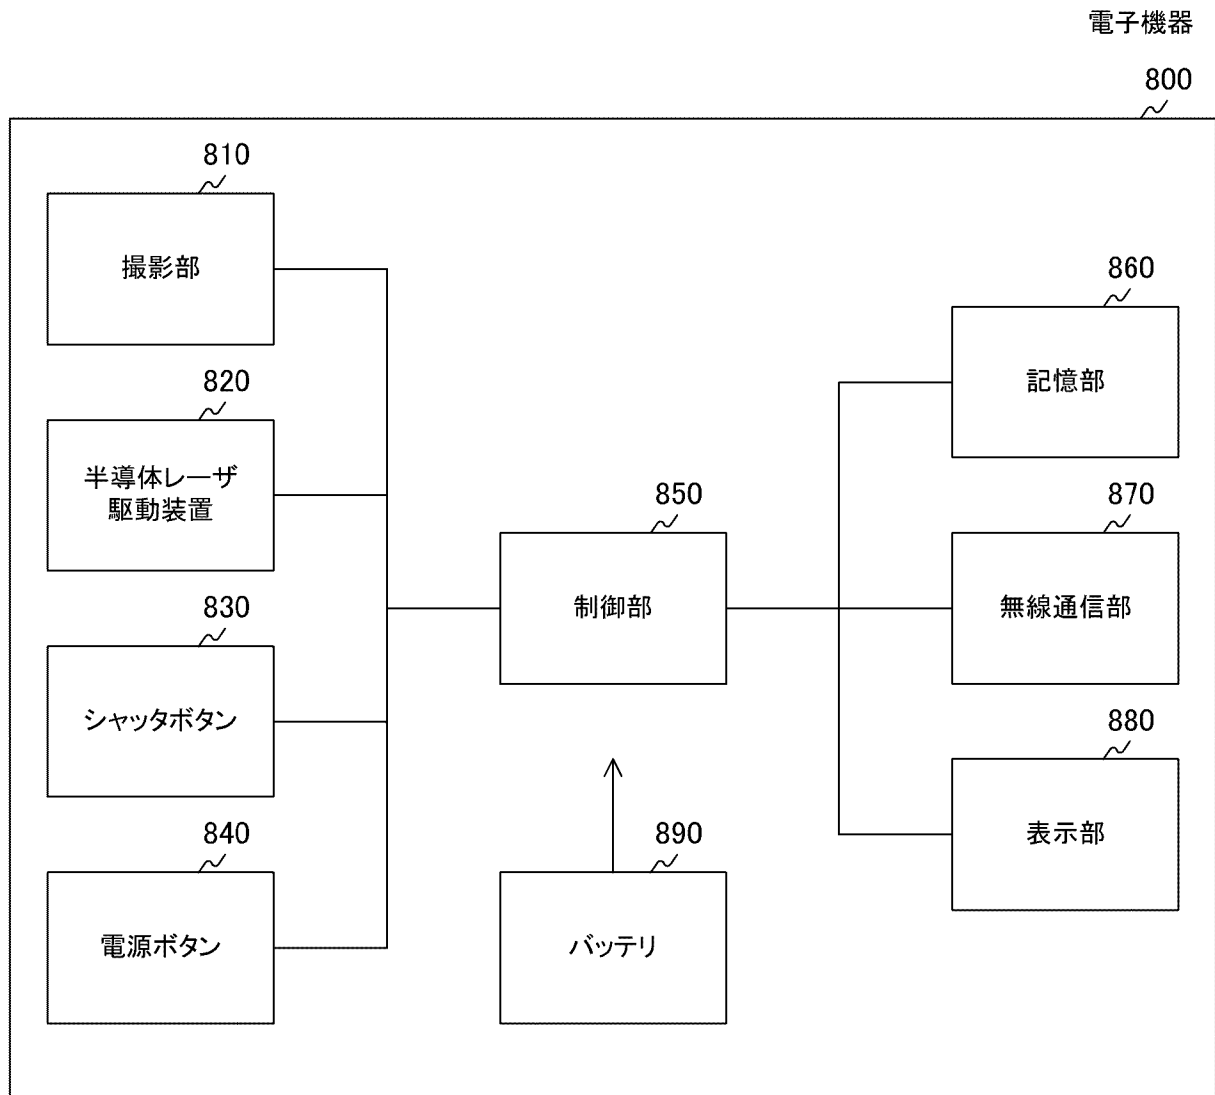 電子機器
800
810
撮影部
820
半導体レーザ
駆動装置
830
シャッタボタン
840
電源ボタン
850
制御部
890
バッテリ
860
記憶部
870
無線通信部
880
表示部